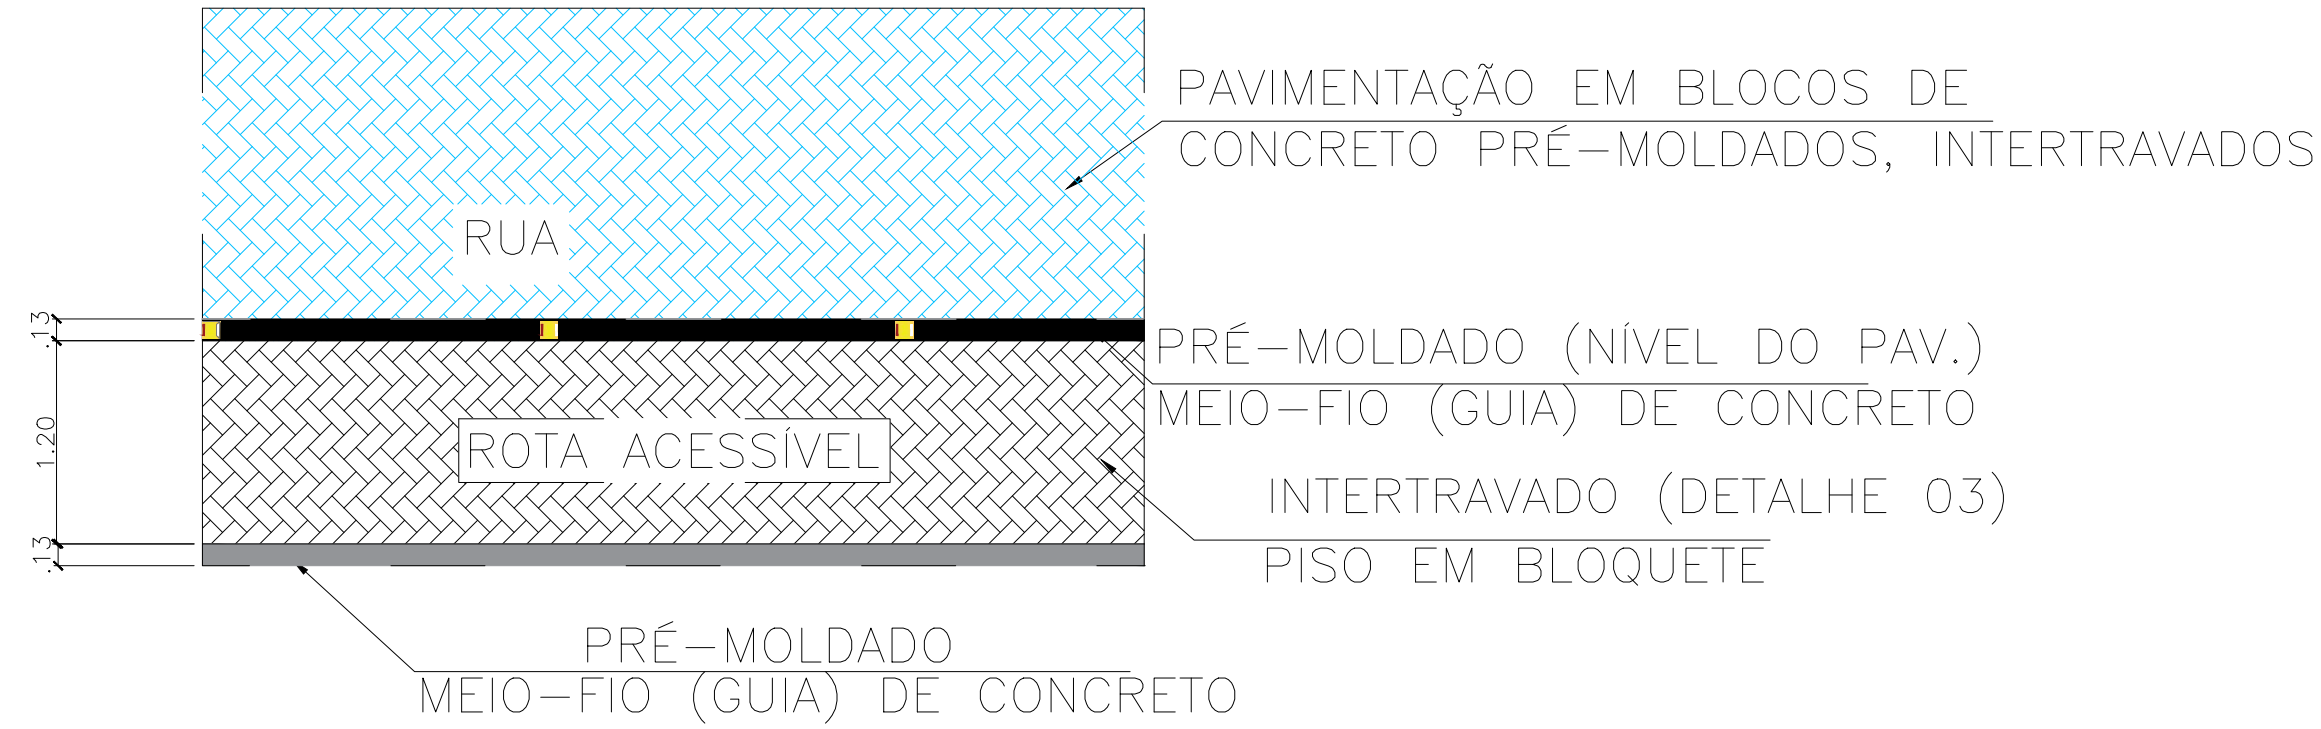 PAVIMENTAÇÃO EM BLOCOS DE
CONCRETO PRÉ-MOLDADOS, INTERTRAVADOS
RUA
.13
PRÉ-MOLDADO (NÍVEL DO PAV.)
MEIO-FIO (GUIA) DE CONCRETO
1.20
ROTA ACESSÍVEL
INTERTRAVADO (DETALHE 03)
PISO EM BLOQUETE
.13
PRÉ-MOLDADO
MEIO-FIO (GUIA) DE CONCRETO